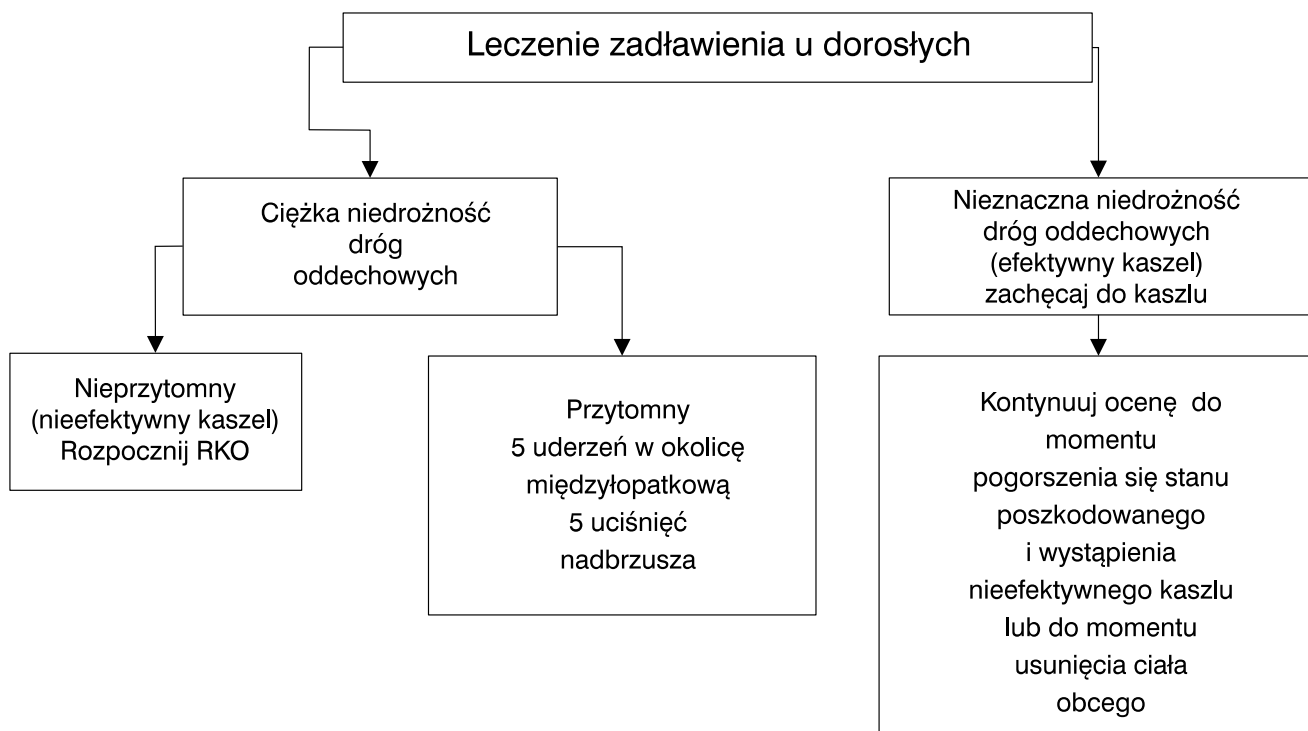 Leczenie zadławienia u dorosłych
Ciężka niedrożność
dróg
oddechowych
Nieznaczna niedrożność
dróg oddechowych
(efektywny kaszel)
zachęcaj do kaszlu
Nieprzytomny
(nieefektywny kaszel)
Rozpocznij RKO
Przytomny
5 uderzeń w okolicę
międzyłopatkową
5 uciśnięć
nadbrzusza
Kontynuuj ocenę do
momentu
pogorszenia się stanu
poszkodowanego
i wystąpienia
nieefektywnego kaszlu
lub do momentu
usunięcia ciała
obcego